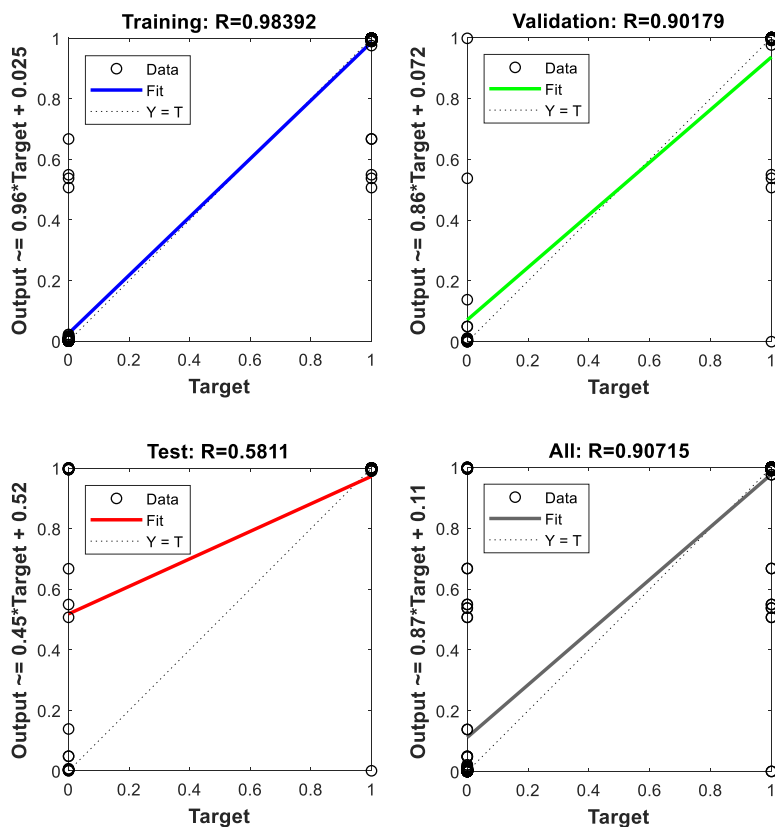 Training: R=0.98392
Output ~= 0.96*Target + 0.025
1
0.8
0.6
0.4
0.2
0
Data
Fit
Y = T
0 0.2 0.4 0.6 0.8 1
Target
Validation: R=0.90179
Output ~= 0.86*Target + 0.072
1
0.8
0.6
0.4
0.2
0
Data
Fit
Y = T
0 0.2 0.4 0.6 0.8 1
Target
Test: R=0.5811
Output ~= 0.45*Target + 0.52
1
0.8
0.6
0.4
0.2
0
Data
Fit
Y = T
0 0.2 0.4 0.6 0.8 1
Target
All: R=0.90715
Output ~= 0.87*Target + 0.11
1
0.8
0.6
0.4
0.2
0
Data
Fit
Y = T
0 0.2 0.4 0.6 0.8 1
Target